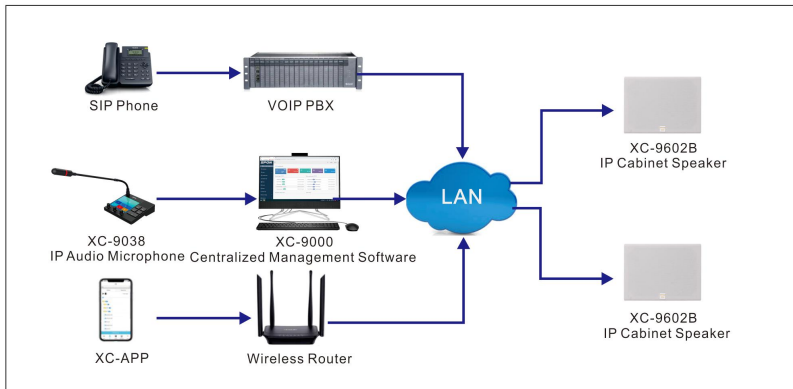 SIP Phone
VOIP PBX
XC-9602B
IP Cabinet Speaker
LAN
XC-9038
IP Audio Microphone
XC-9000
Centralized Management Software
XC-9602B
IP Cabinet Speaker
XC-APP
Wireless Router